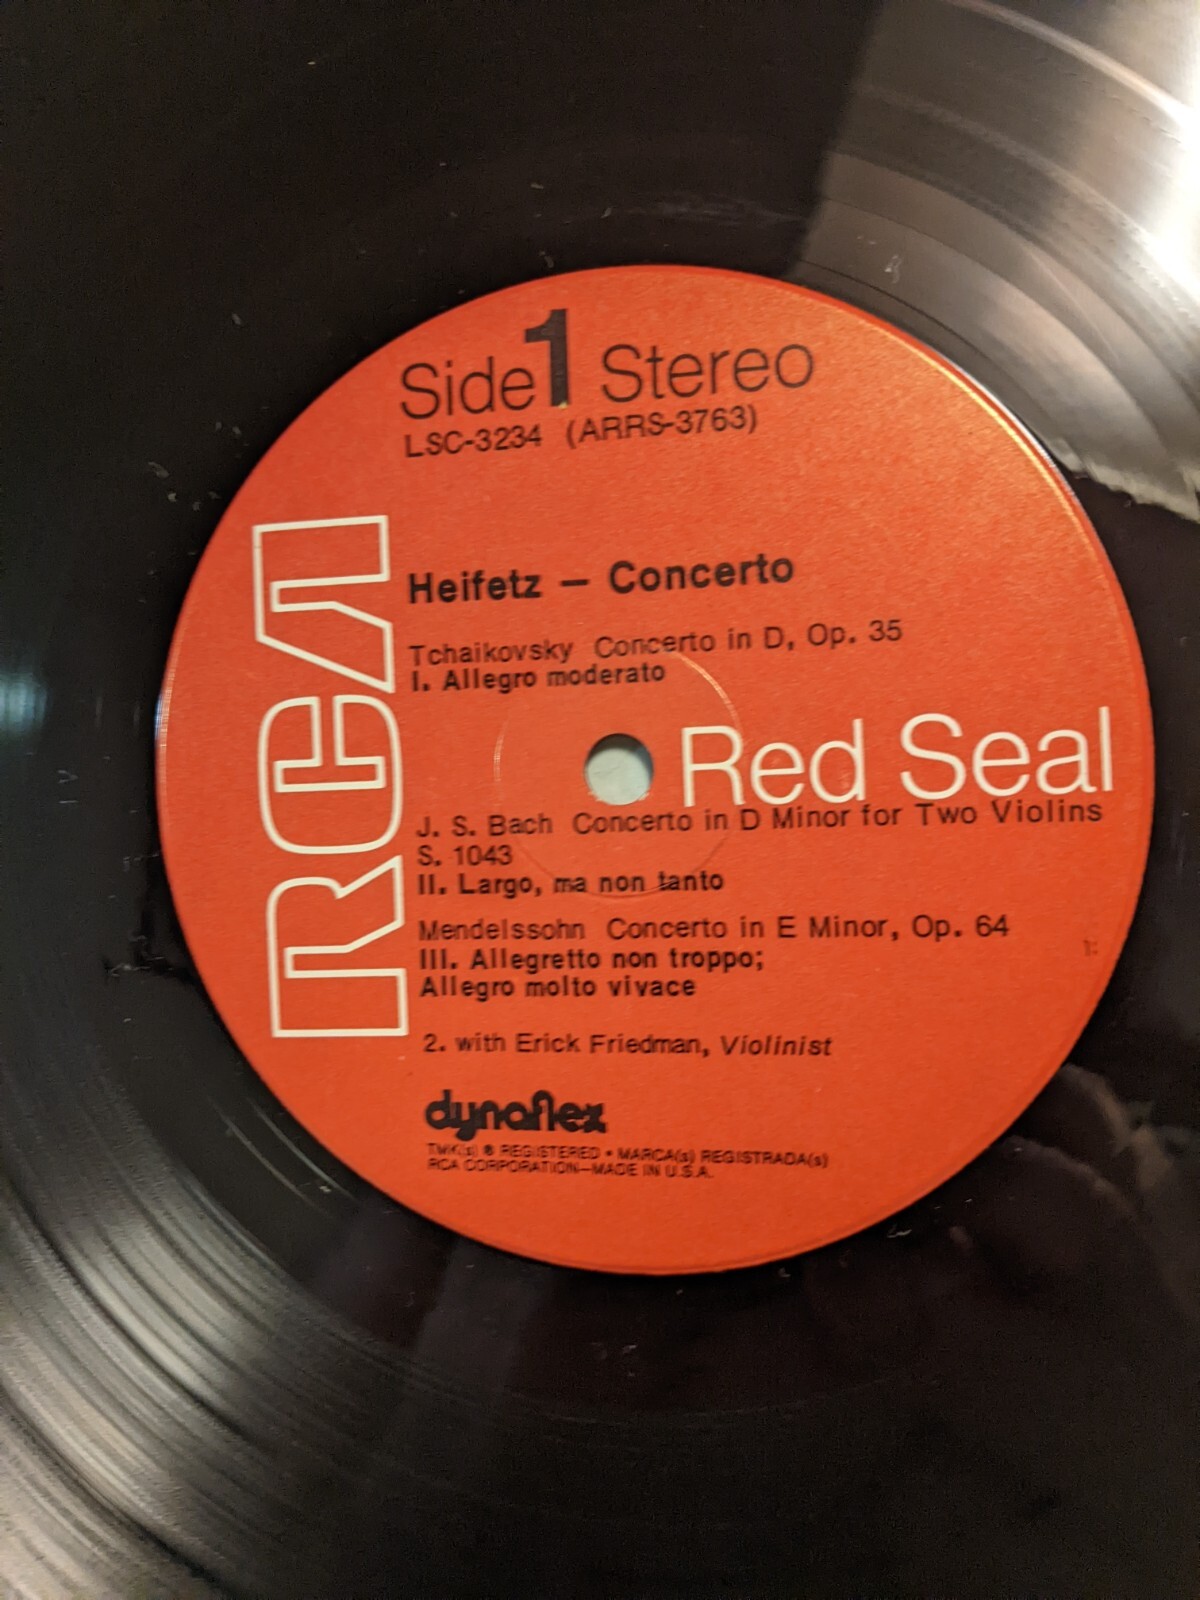 Side 1 Stereo
LSC-3234 (ARRS-3763)
RCA
Heifetz – Concerto
Tchaikovsky Concerto in D, Op. 35
I. Allegro moderato
Red Seal
J. S. Bach Concerto in D Minor for Two Violins
S. 1043
II. Largo, ma non tanto
Mendelssohn Concerto in E Minor, Op. 64
III. Allegretto non troppo;
Allegro molto vivace
2. with Erick Friedman, Violinist
dynaflex
TMK(s) ® REGISTERED • MARCA(s) REGISTRADA(s)
RCA CORPORATION—MADE IN U.S.A.